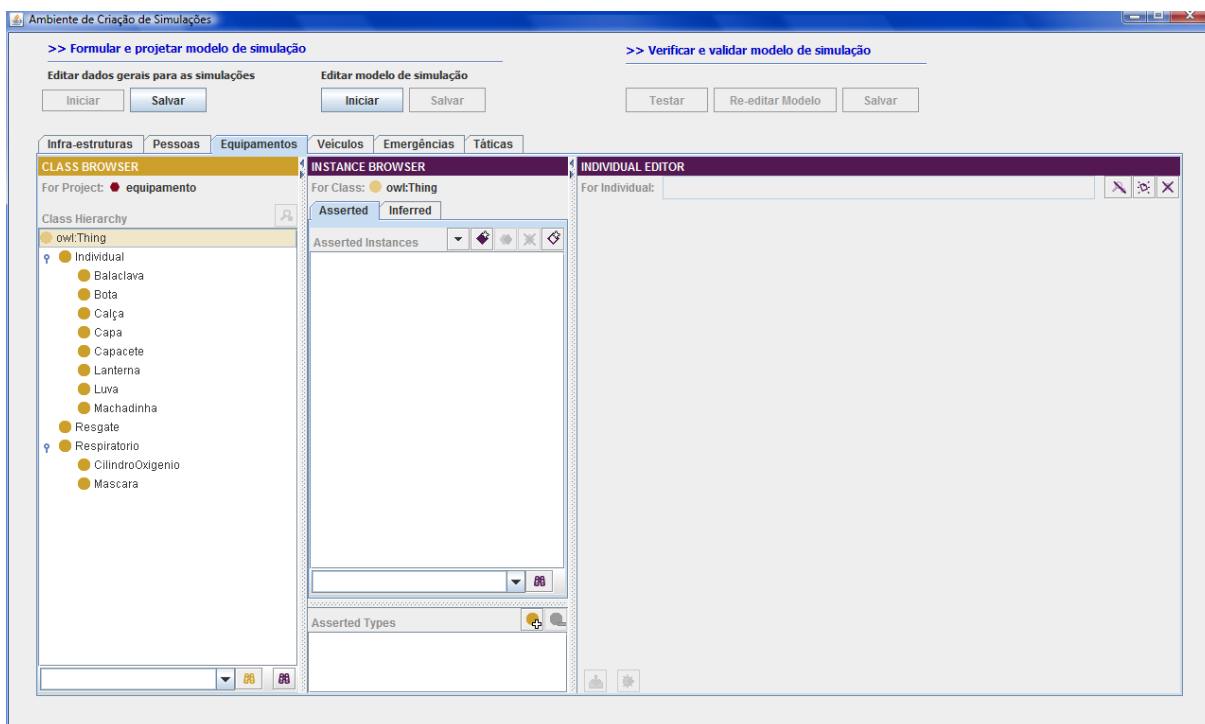 Ambiente de Criação de Simulações
>> Formular e projetar modelo de simulação
>> Verificar e validar modelo de simulação
Editar dados gerais para as simulações
Editar modelo de simulação
Iniciar Salvar Iniciar Salvar Testar Re-editar Modelo Salvar
Infra-estruturas Pessoas Equipamentos Veículos Emergências Táticas
CLASS BROWSER
For Project: equipamento
Class Hierarchy
owl:Thing
Individual
Balaclava
Bota
Calça
Capa
Capacete
Lanterna
Luva
Machadinha
Resgate
Respiratorio
CilindroOxigenio
Mascara
INSTANCE BROWSER
For Class: owl:Thing
Asserted Inferred
Asserted Instances
Asserted Types
INDIVIDUAL EDITOR
For Individual: